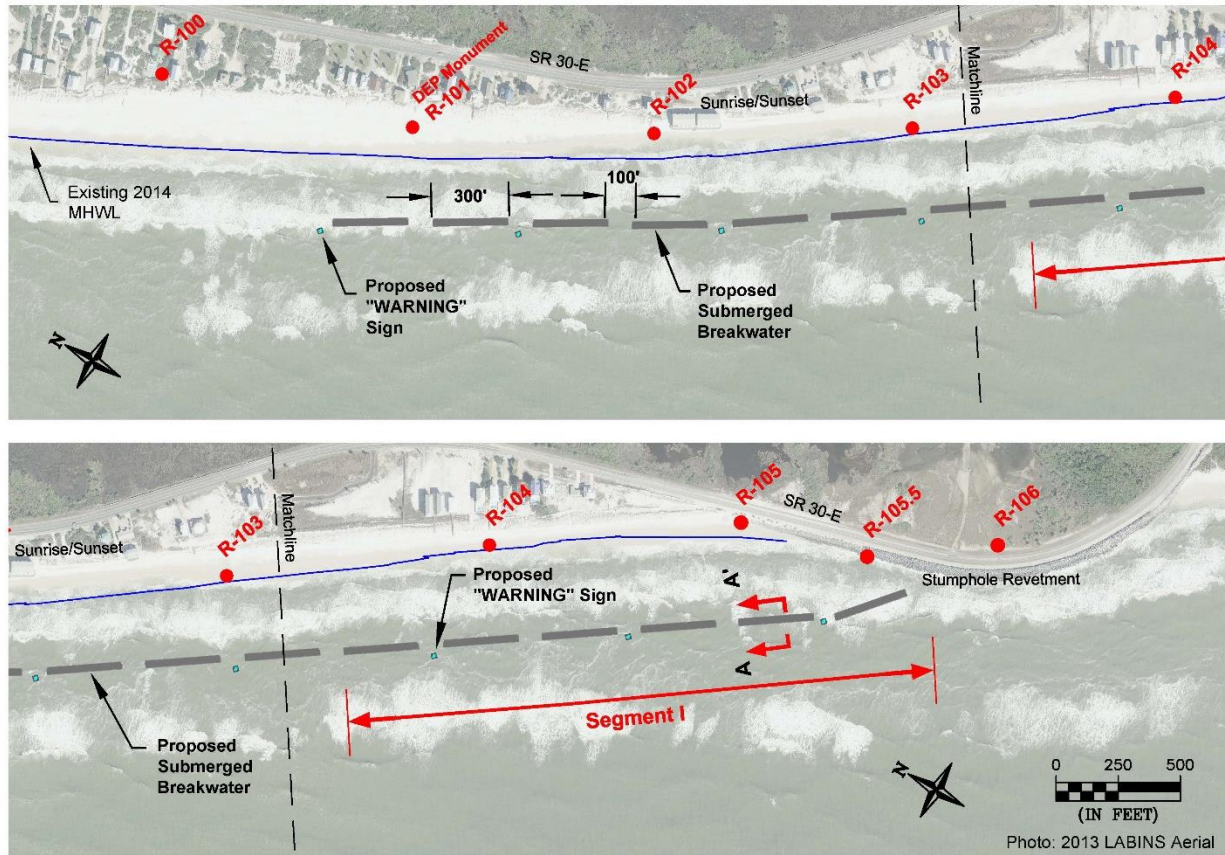 R-100
DEP Monument
R-101
SR 30-E
R-102
Sunrise/Sunset
R-103
Matchline
R-104
Existing 2014
MHWL
300'
100'
Proposed
"WARNING"
Sign
Proposed
Submerged
Breakwater
N
Sunrise/Sunset
R-103
Matchline
R-104
Proposed
"WARNING" Sign
R-105
SR 30-E
R-105.5
R-106
Stumphole Revetment
A'
A
Segment I
Proposed
Submerged
Breakwater
N
0 250 500
(IN FEET)
Photo: 2013 LABINS Aerial